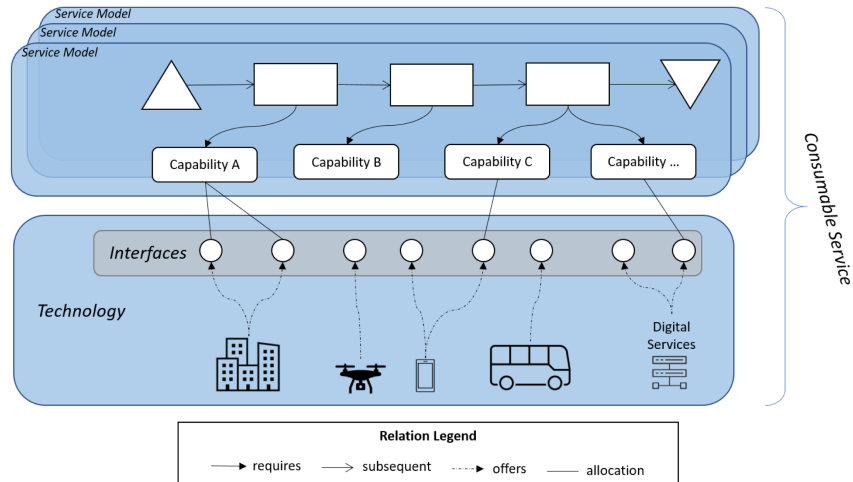 Service Model
Service Model
Service Model
Capability A
Capability B
Capability C
Capability ...
Consumable Service
Interfaces
Technology
Digital
Services
Relation Legend
requires
subsequent
offers
allocation